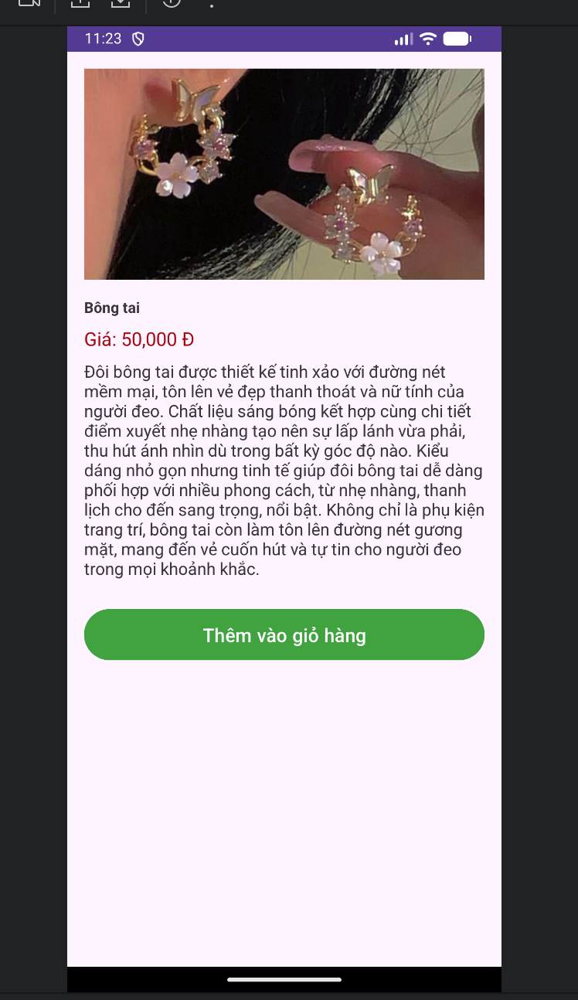 11:23
Bông tai
Giá: 50,000 Đ
Đôi bông tai được thiết kế tinh xảo với đường nét
mềm mại, tôn lên vẻ đẹp thanh thoát và nữ tính của
người đeo. Chất liệu sáng bóng kết hợp cùng chi tiết
điểm xuyết nhẹ nhàng tạo nên sự lấp lánh vừa phải,
thu hút ánh nhìn dù trong bất kỳ góc độ nào. Kiểu
dáng nhỏ gọn nhưng tinh tế giúp đôi bông tai dễ dàng
phối hợp với nhiều phong cách, từ nhẹ nhàng, thanh
lịch cho đến sang trọng, nổi bật. Không chỉ là phụ kiện
trang trí, bông tai còn làm tôn lên đường nét gương
mặt, mang đến vẻ cuốn hút và tự tin cho người đeo
trong mọi khoảnh khắc.
Thêm vào giỏ hàng